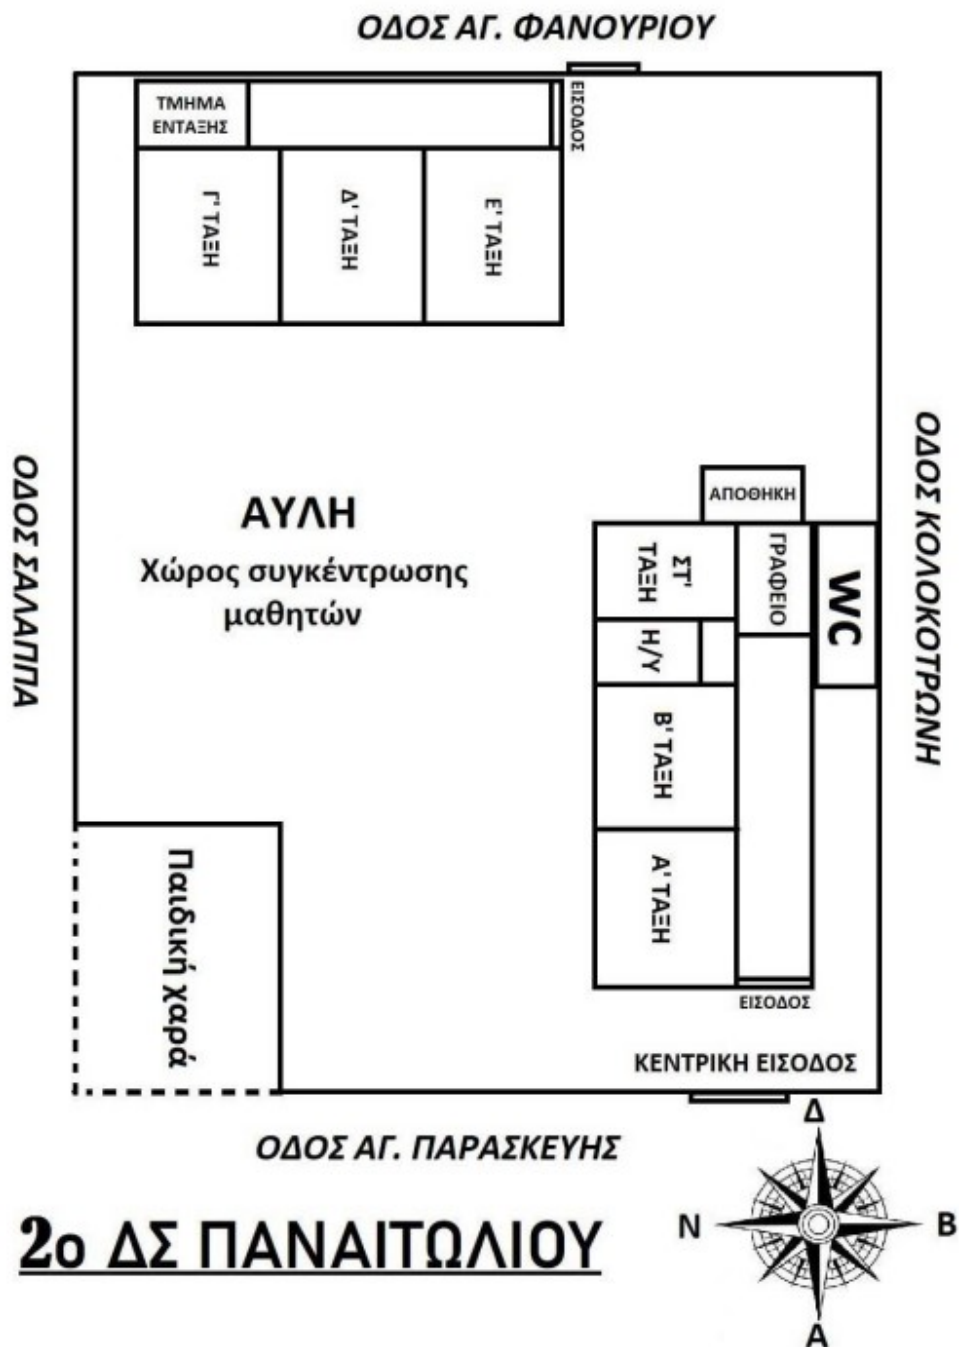 ΟΔΟΣ ΑΓ. ΦΑΝΟΥΡΙΟΥ
ΤΜΗΜΑ
ΕΝΤΑΞΗΣ
ΕΙΣΟΔΟΣ
Γ' ΤΑΞΗ
Δ' ΤΑΞΗ
Ε' ΤΑΞΗ
ΟΔΟΣ ΣΑΛΑΠΠΑ
ΑΥΛΗ
Χώρος συγκέντρωσης
μαθητών
ΑΠΟΘΗΚΗ
ΣΤ'
ΤΑΞΗ
ΓΡΑΦΕΙΟ
WC
ΟΔΟΣ ΚΟΛΟΚΟΤΡΩΝΗ
Η/Υ
Β' ΤΑΞΗ
Α' ΤΑΞΗ
Παιδική χαρά
ΕΙΣΟΔΟΣ
ΚΕΝΤΡΙΚΗ ΕΙΣΟΔΟΣ
ΟΔΟΣ ΑΓ. ΠΑΡΑΣΚΕΥΗΣ
Δ
Ν
Β
Α
2ο ΔΣ ΠΑΝΑΙΤΩΛΙΟΥ